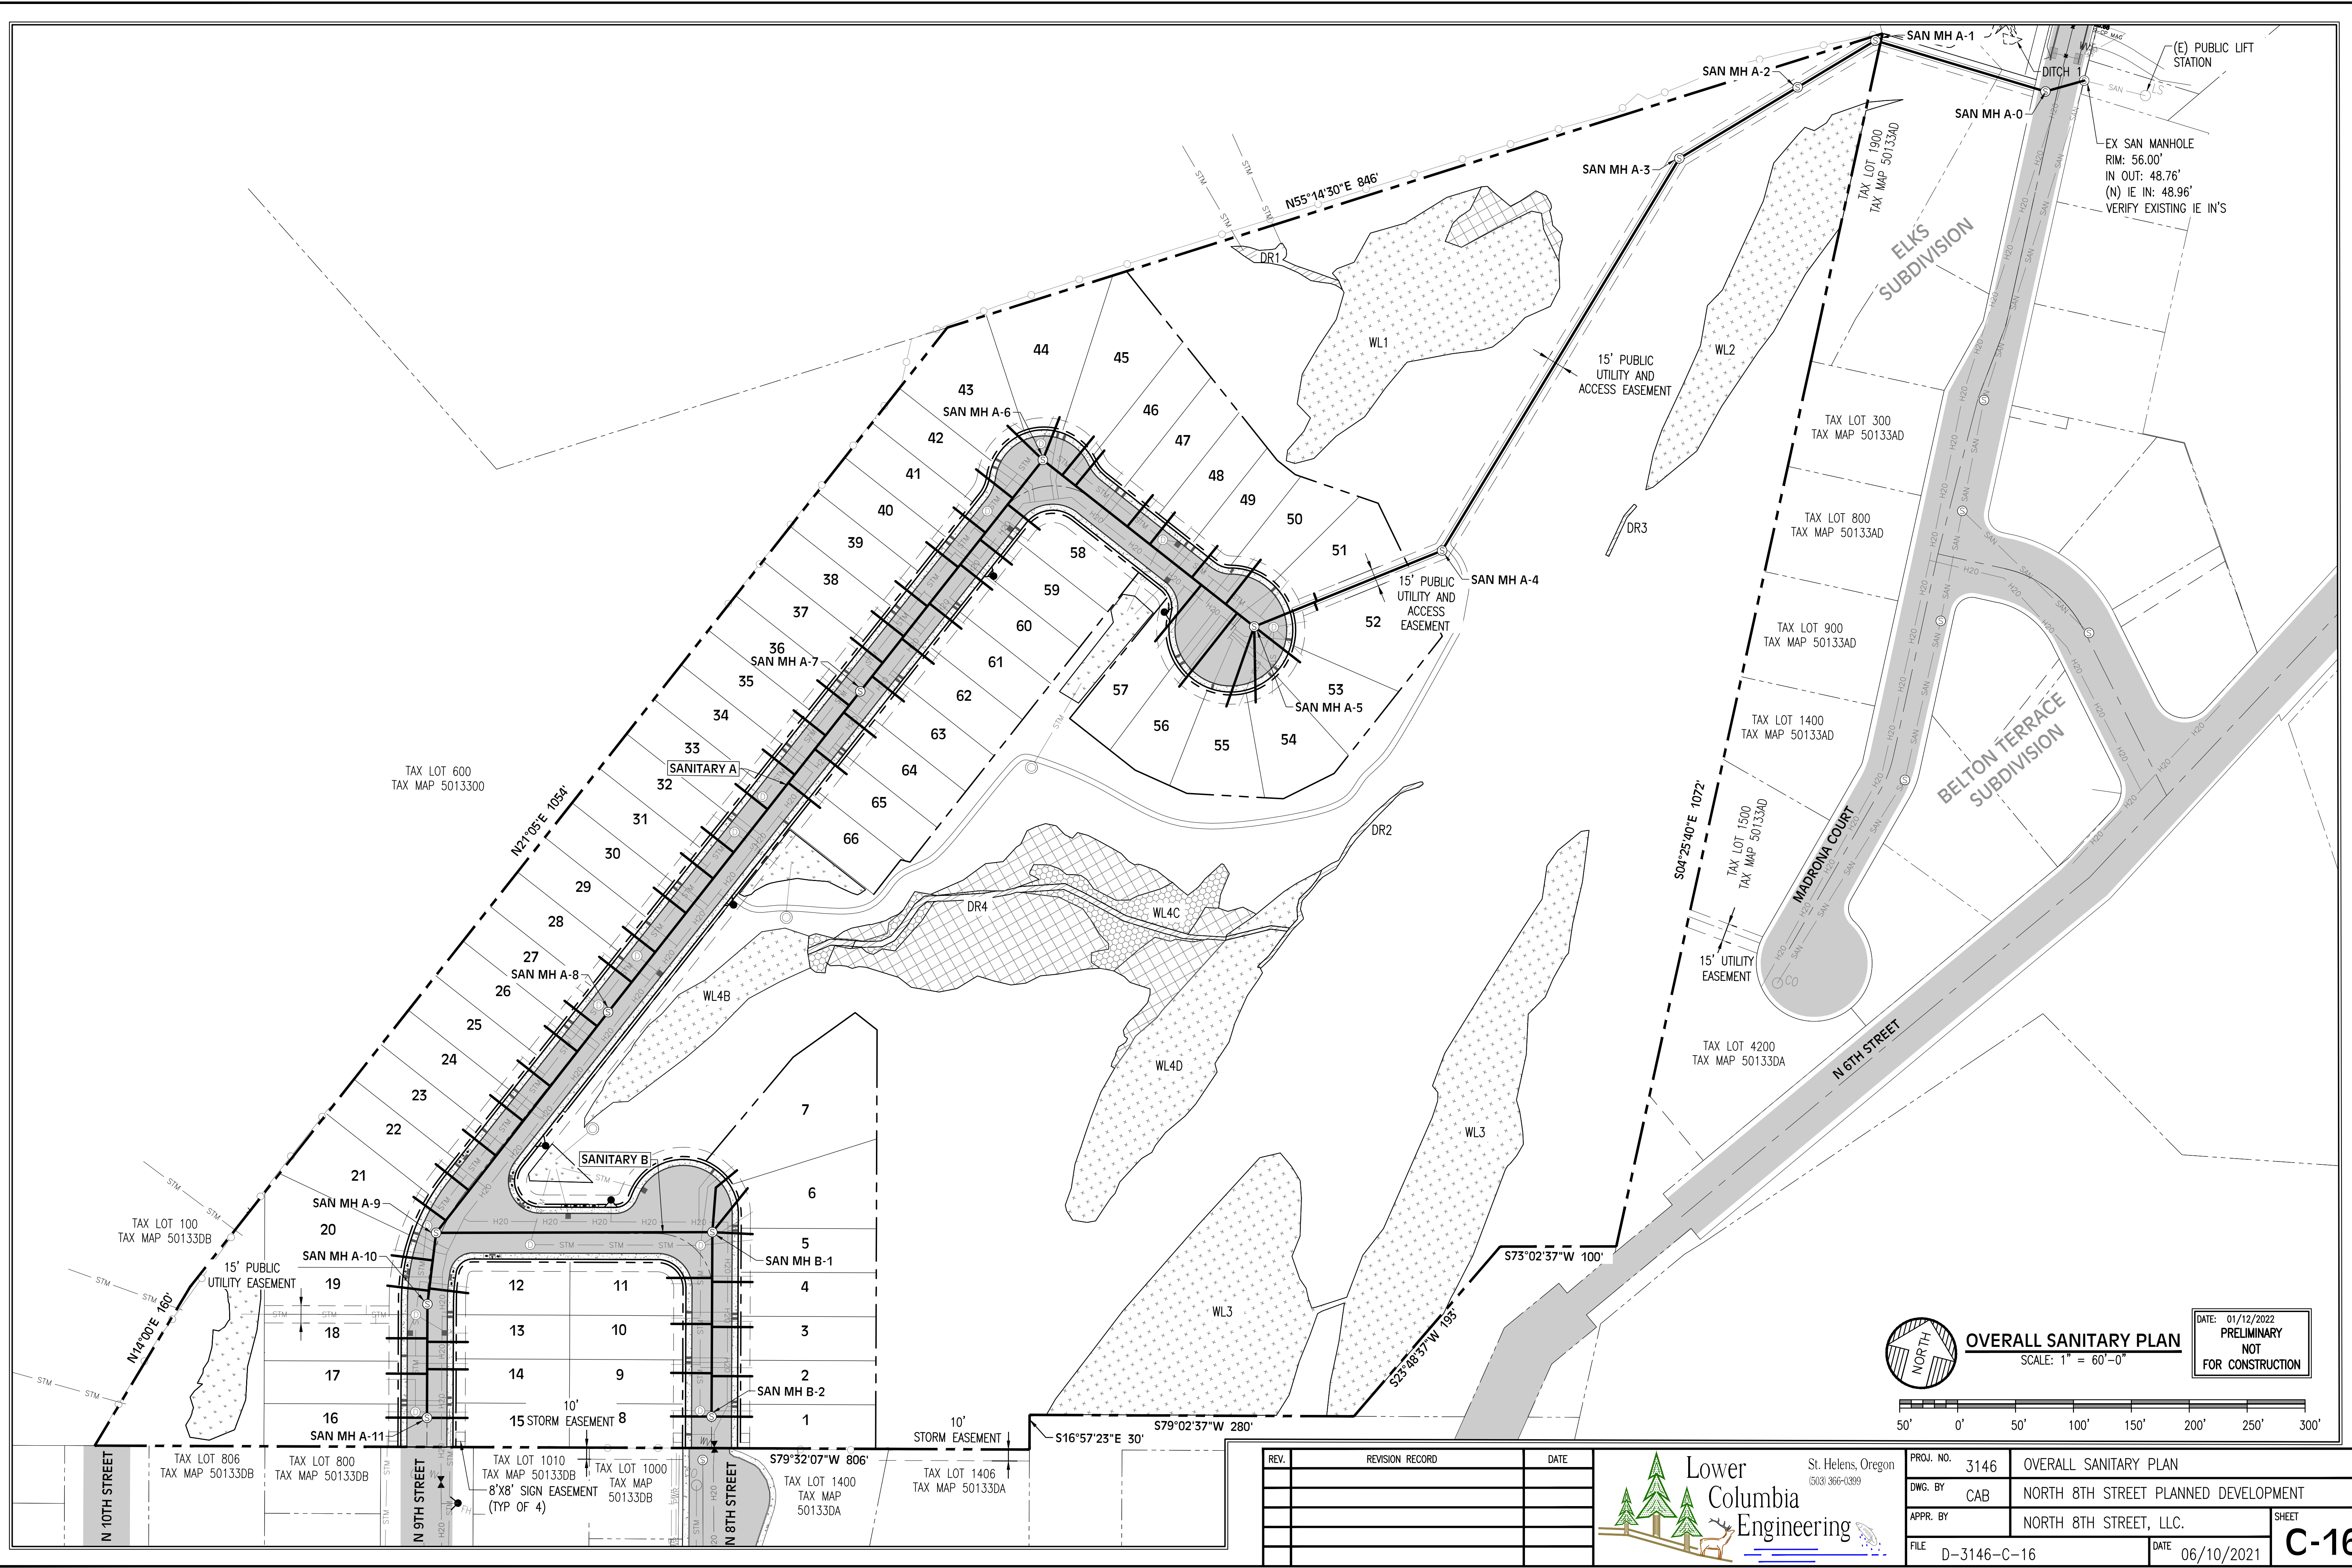 SAN MH A-1
SAN MH A-2
SAN MH A-3
SAN MH A-0
DITCH 1
(E) PUBLIC LIFT
STATION
SAN
LS
EX SAN MANHOLE
RIM: 56.00'
IN OUT: 48.76'
(N) IE IN: 48.96'
VERIFY EXISTING IE IN'S
TAX LOT 1900
TAX MAP 50133AD
ELKS
SUBDIVISION
N55°14'30"E 846'
STM
STM
DR1
WL1
WL2
15' PUBLIC
UTILITY AND
ACCESS EASEMENT
DR3
44
45
43
SAN MH A-6
42
46
41
47
40
48
49
39
50
38
51
58
37
59
52
36
SAN MH A-7
60
35
61
34
62
57
53
33
63
56
55
54
32
64
31
65
30
66
29
28
27
SAN MH A-8
26
25
24
23
22
21
SAN MH A-4
15' PUBLIC
UTILITY AND
ACCESS
EASEMENT
SAN MH A-5
SANITARY A
TAX LOT 600
TAX MAP 5013300
N21°05'E 1054'
TAX LOT 300
TAX MAP 50133AD
TAX LOT 800
TAX MAP 50133AD
TAX LOT 900
TAX MAP 50133AD
TAX LOT 1400
TAX MAP 50133AD
TAX LOT 1500
TAX MAP 50133AD
S04°25'40"E 1072'
BELTON TERRACE
SUBDIVISION
MADRONA COURT
15' UTILITY
EASEMENT
CO
TAX LOT 4200
TAX MAP 50133DA
N 6TH STREET
DR2
DR4
WL4C
WL4B
WL4D
WL3
WL3
7
SANITARY B
6
SAN MH A-9
20
5
SAN MH B-1
SAN MH A-10
TAX LOT 100
TAX MAP 50133DB
15' PUBLIC
UTILITY EASEMENT
19
12
11
4
18
13
10
3
17
14
9
2
SAN MH B-2
16
15
8
1
10'
STORM EASEMENT
SAN MH A-11
N14°00'E 160'
10'
STORM EASEMENT
S73°02'37"W 100'
S23°48'37"W 193'
S79°02'37"W 280'
S16°57'23"E 30'
S79°32'07"W 806'
N 10TH STREET
TAX LOT 806
TAX MAP 50133DB
TAX LOT 800
TAX MAP 50133DB
N 9TH STREET
FH
TAX LOT 1010
TAX MAP 50133DB
8'X8' SIGN EASEMENT
(TYP OF 4)
TAX LOT 1000
TAX MAP
50133DB
N 8TH STREET
TAX LOT 1400
TAX MAP
50133DA
TAX LOT 1406
TAX MAP 50133DA
NORTH
OVERALL SANITARY PLAN
SCALE: 1" = 60'-0"
DATE: 01/12/2022
PRELIMINARY
NOT
FOR CONSTRUCTION
50' 0' 50' 100' 150' 200' 250' 300'
REV. REVISION RECORD DATE
Lower
Columbia
Engineering
St. Helens, Oregon
(503) 366-0399
PROJ. NO. 3146 OVERALL SANITARY PLAN
DWG. BY CAB NORTH 8TH STREET PLANNED DEVELOPMENT
APPR. BY NORTH 8TH STREET, LLC.
FILE D-3146-C-16 DATE 06/10/2021
SHEET C-16